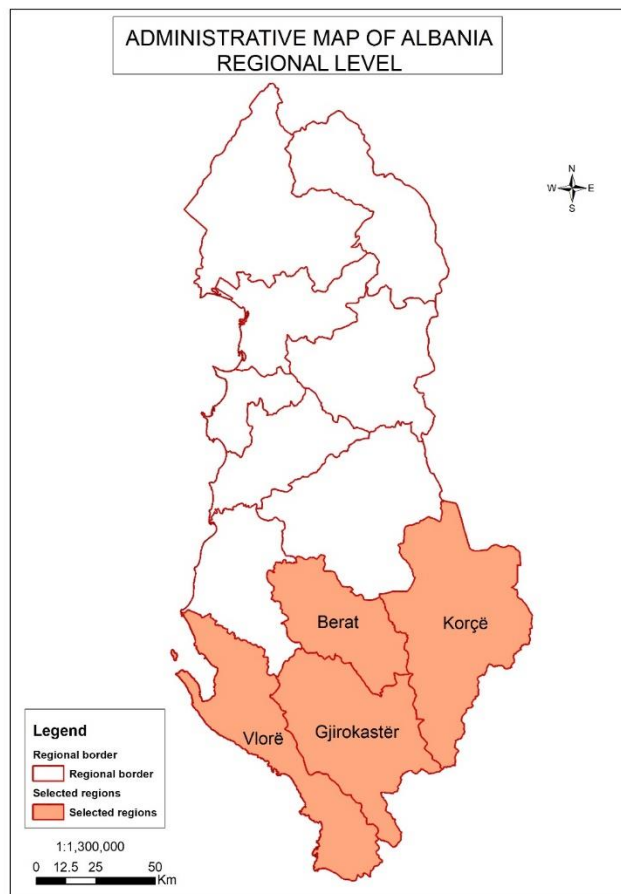 ADMINISTRATIVE MAP OF ALBANIA
REGIONAL LEVEL
N
W E
S
Berat
Korçë
Vlorë
Gjirokastër
Legend
Regional border
Regional border
Selected regions
Selected regions
1:1,300,000
0 12.5 25 50
Km